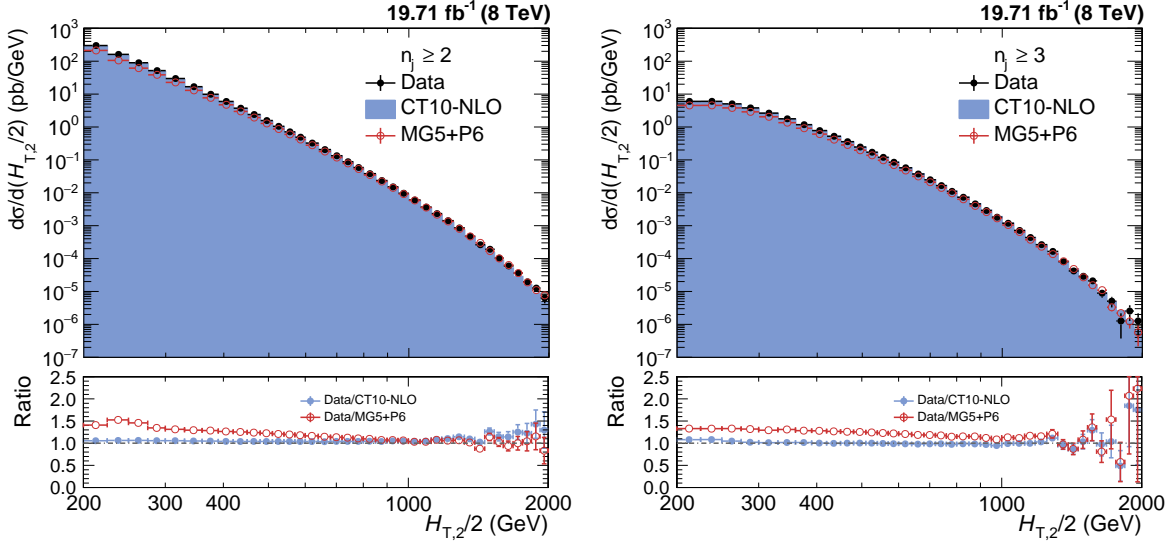 19.71 fb⁻¹ (8 TeV)
dσ/d(H_T,2/2) (pb/GeV)
10³
10²
10
10⁰
10⁻¹
10⁻²
10⁻³
10⁻⁴
10⁻⁵
10⁻⁶
10⁻⁷
n_j ≥ 2
Data
CT10-NLO
MG5+P6
Ratio
2.5
2.0
1.5
1.0
0.5
0.0
Data/CT10-NLO
Data/MG5+P6
200 300 400 1000 2000
H_T,2/2 (GeV)
19.71 fb⁻¹ (8 TeV)
dσ/d(H_T,2/2) (pb/GeV)
10³
10²
10
10⁰
10⁻¹
10⁻²
10⁻³
10⁻⁴
10⁻⁵
10⁻⁶
10⁻⁷
n_j ≥ 3
Data
CT10-NLO
MG5+P6
Ratio
2.5
2.0
1.5
1.0
0.5
0.0
Data/CT10-NLO
Data/MG5+P6
200 300 400 1000 2000
H_T,2/2 (GeV)